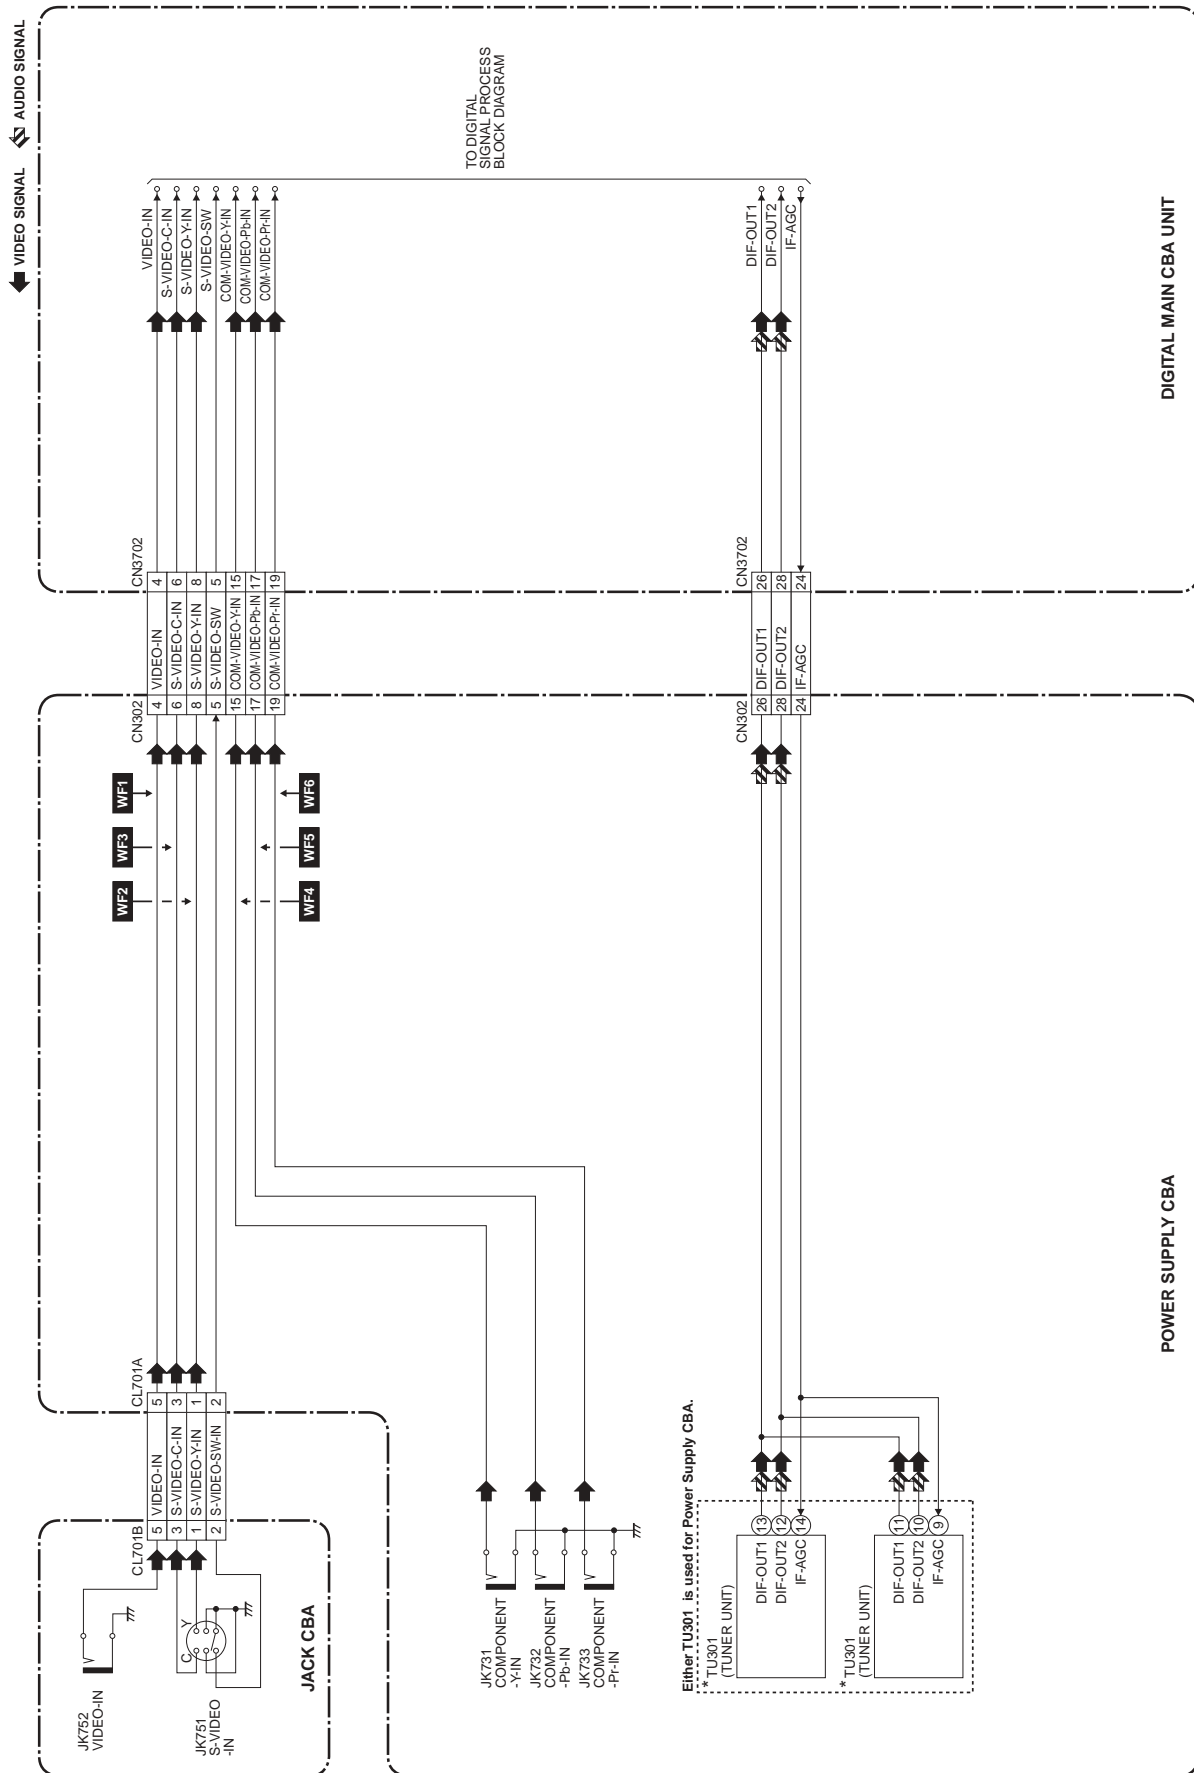 VIDEO SIGNAL
AUDIO SIGNAL
JK752
VIDEO-IN
JK751
S-VIDEO
-IN
C
Y
JACK CBA
CL701B
5 VIDEO-IN 5
3 S-VIDEO-C-IN 3
1 S-VIDEO-Y-IN 1
2 S-VIDEO-SW-IN 2
CL701A
WF1
WF3
WF2
WF6
WF5
WF4
CN302
4 VIDEO-IN 4
6 S-VIDEO-C-IN 6
8 S-VIDEO-Y-IN 8
5 S-VIDEO-SW 5
15 COM-VIDEO-Y-IN 15
17 COM-VIDEO-Pb-IN 17
19 COM-VIDEO-Pr-IN 19
CN3702
VIDEO-IN
S-VIDEO-C-IN
S-VIDEO-Y-IN
S-VIDEO-SW
COM-VIDEO-Y-IN
COM-VIDEO-Pb-IN
COM-VIDEO-Pr-IN
TO DIGITAL
SIGNAL PROCESS
BLOCK DIAGRAM
JK731
COMPONENT
-Y-IN
JK732
COMPONENT
-Pb-IN
JK733
COMPONENT
-Pr-IN
Either TU301 is used for Power Supply CBA.
* TU301
(TUNER UNIT)
DIF-OUT1 13
DIF-OUT2 12
IF-AGC 14
* TU301
(TUNER UNIT)
DIF-OUT1 11
DIF-OUT2 10
IF-AGC 9
CN302
26 DIF-OUT1 26
28 DIF-OUT2 28
24 IF-AGC 24
CN3702
DIF-OUT1
DIF-OUT2
IF-AGC
POWER SUPPLY CBA
DIGITAL MAIN CBA UNIT